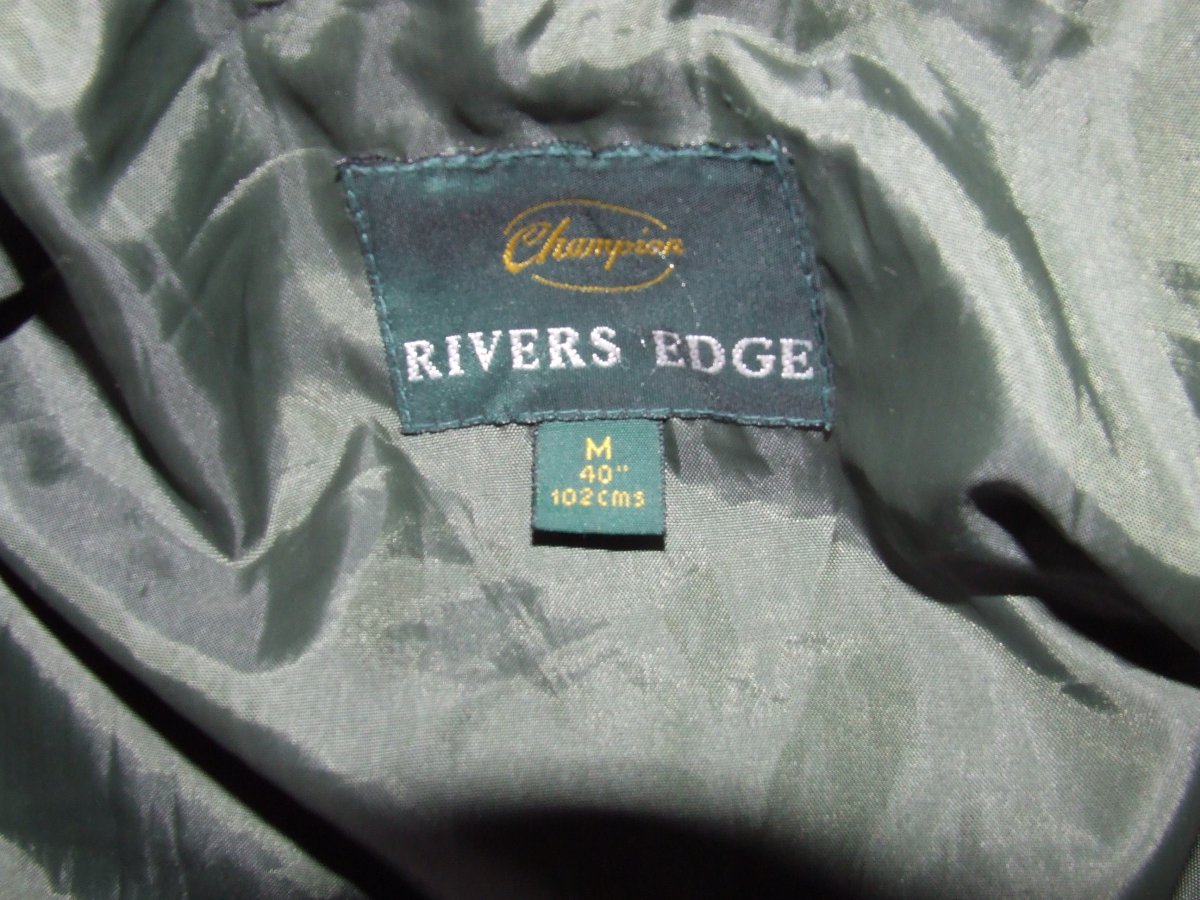 Champion
RIVERS EDGE
M
40"
102cms